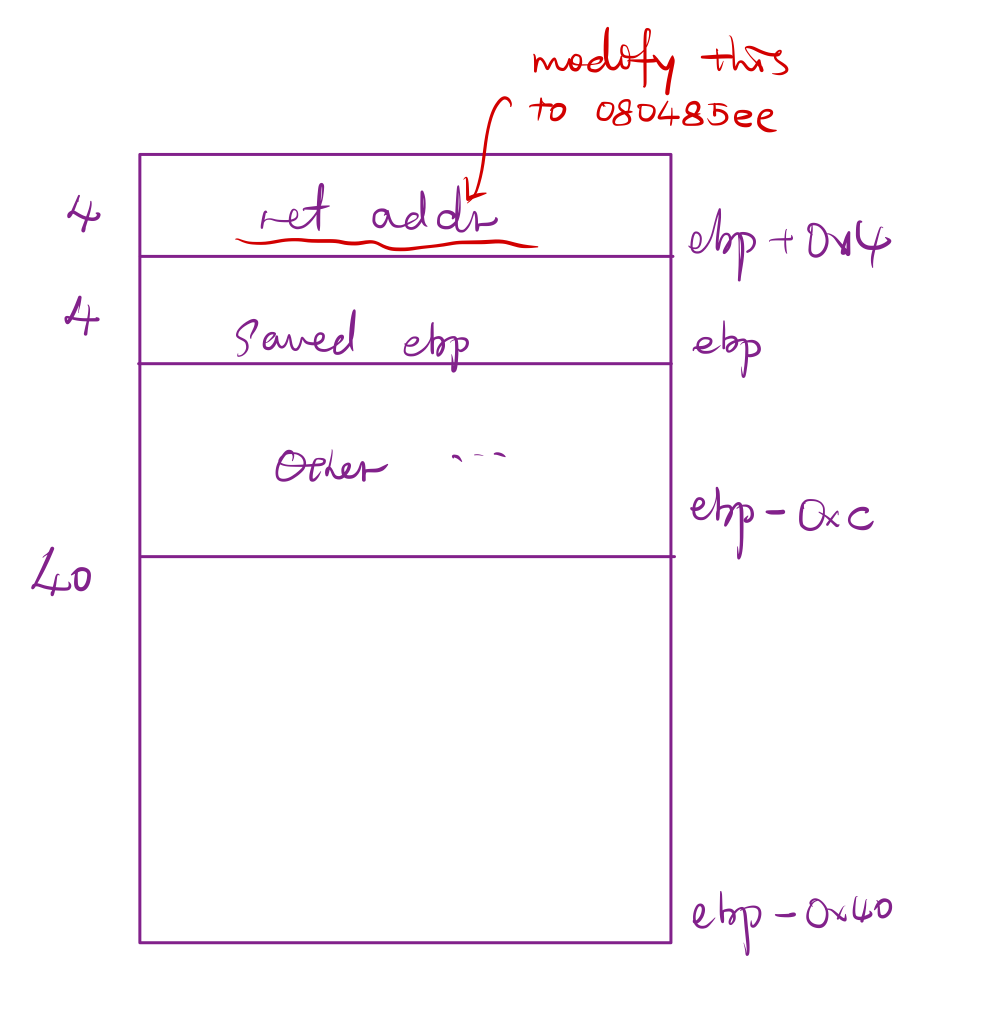 modify this
to 080485ee
4
ret addr
ebp + 0x4
4
Saved ebp
ebp
Other ...
ebp - 0xc
40
ebp - 0x40